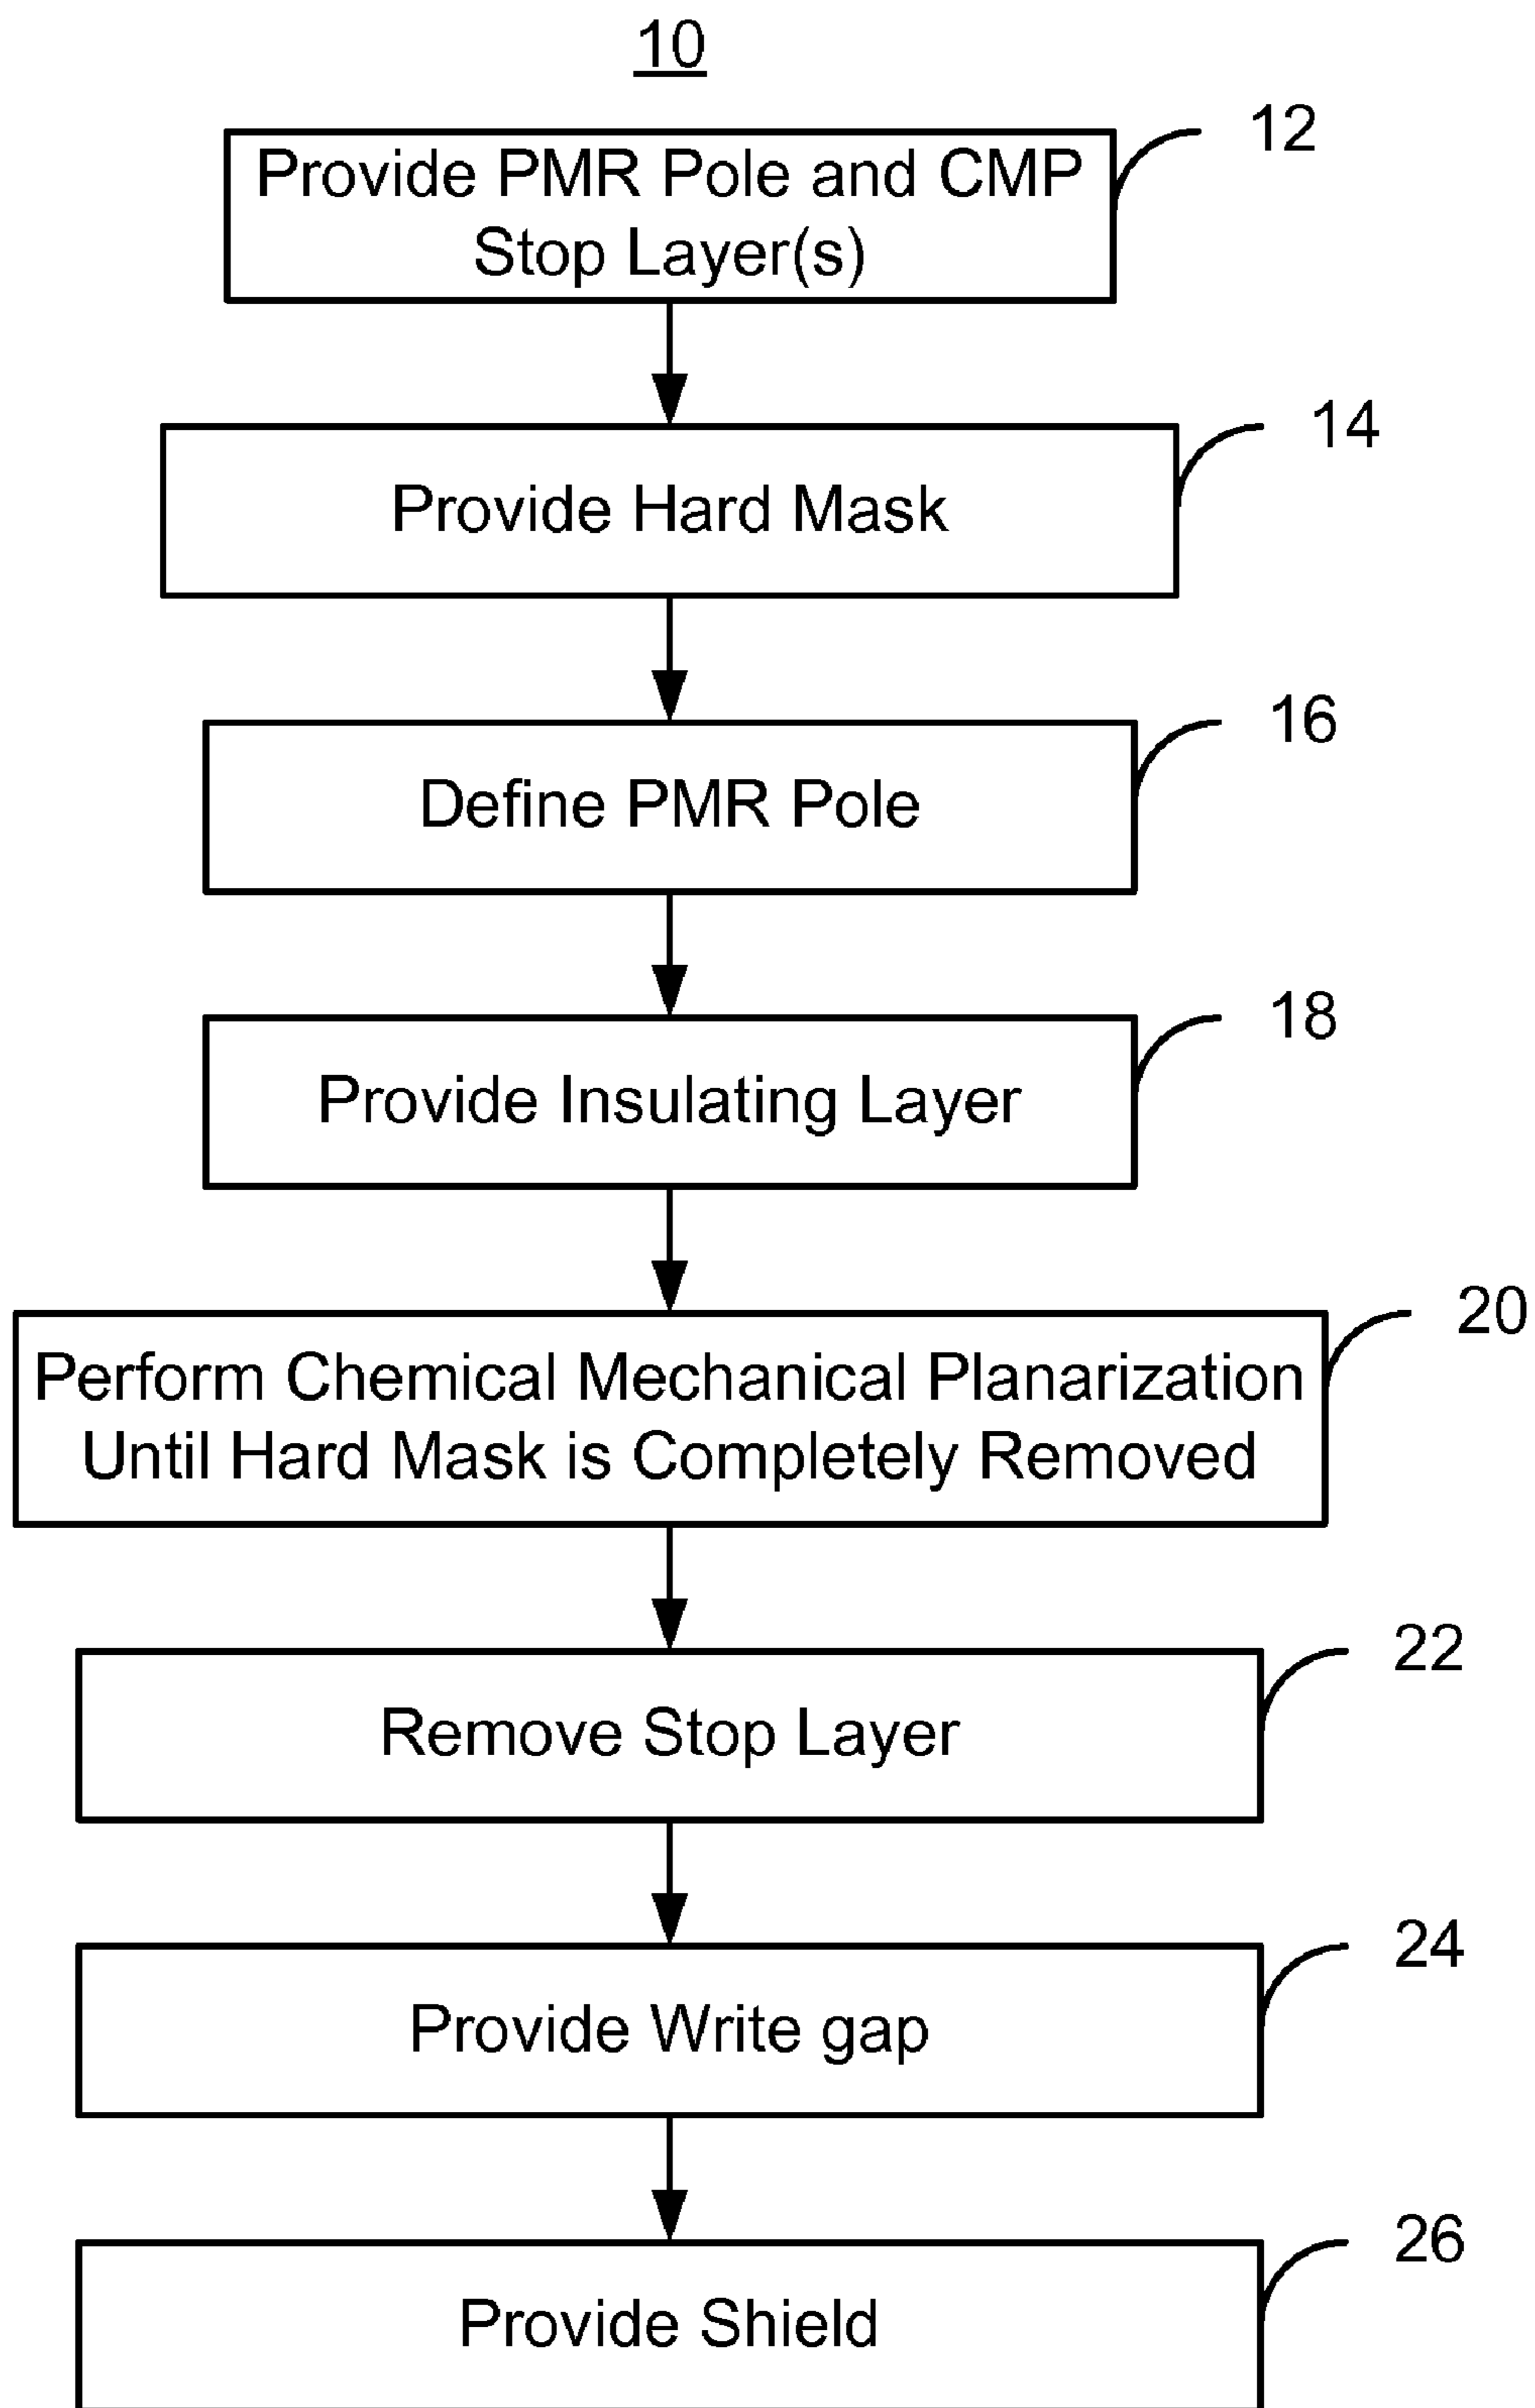 10
12
Provide PMR Pole and CMP
Stop Layer(s)
14
Provide Hard Mask
16
Define PMR Pole
18
Provide Insulating Layer
20
Perform Chemical Mechanical Planarization
Until Hard Mask is Completely Removed
22
Remove Stop Layer
24
Provide Write gap
26
Provide Shield